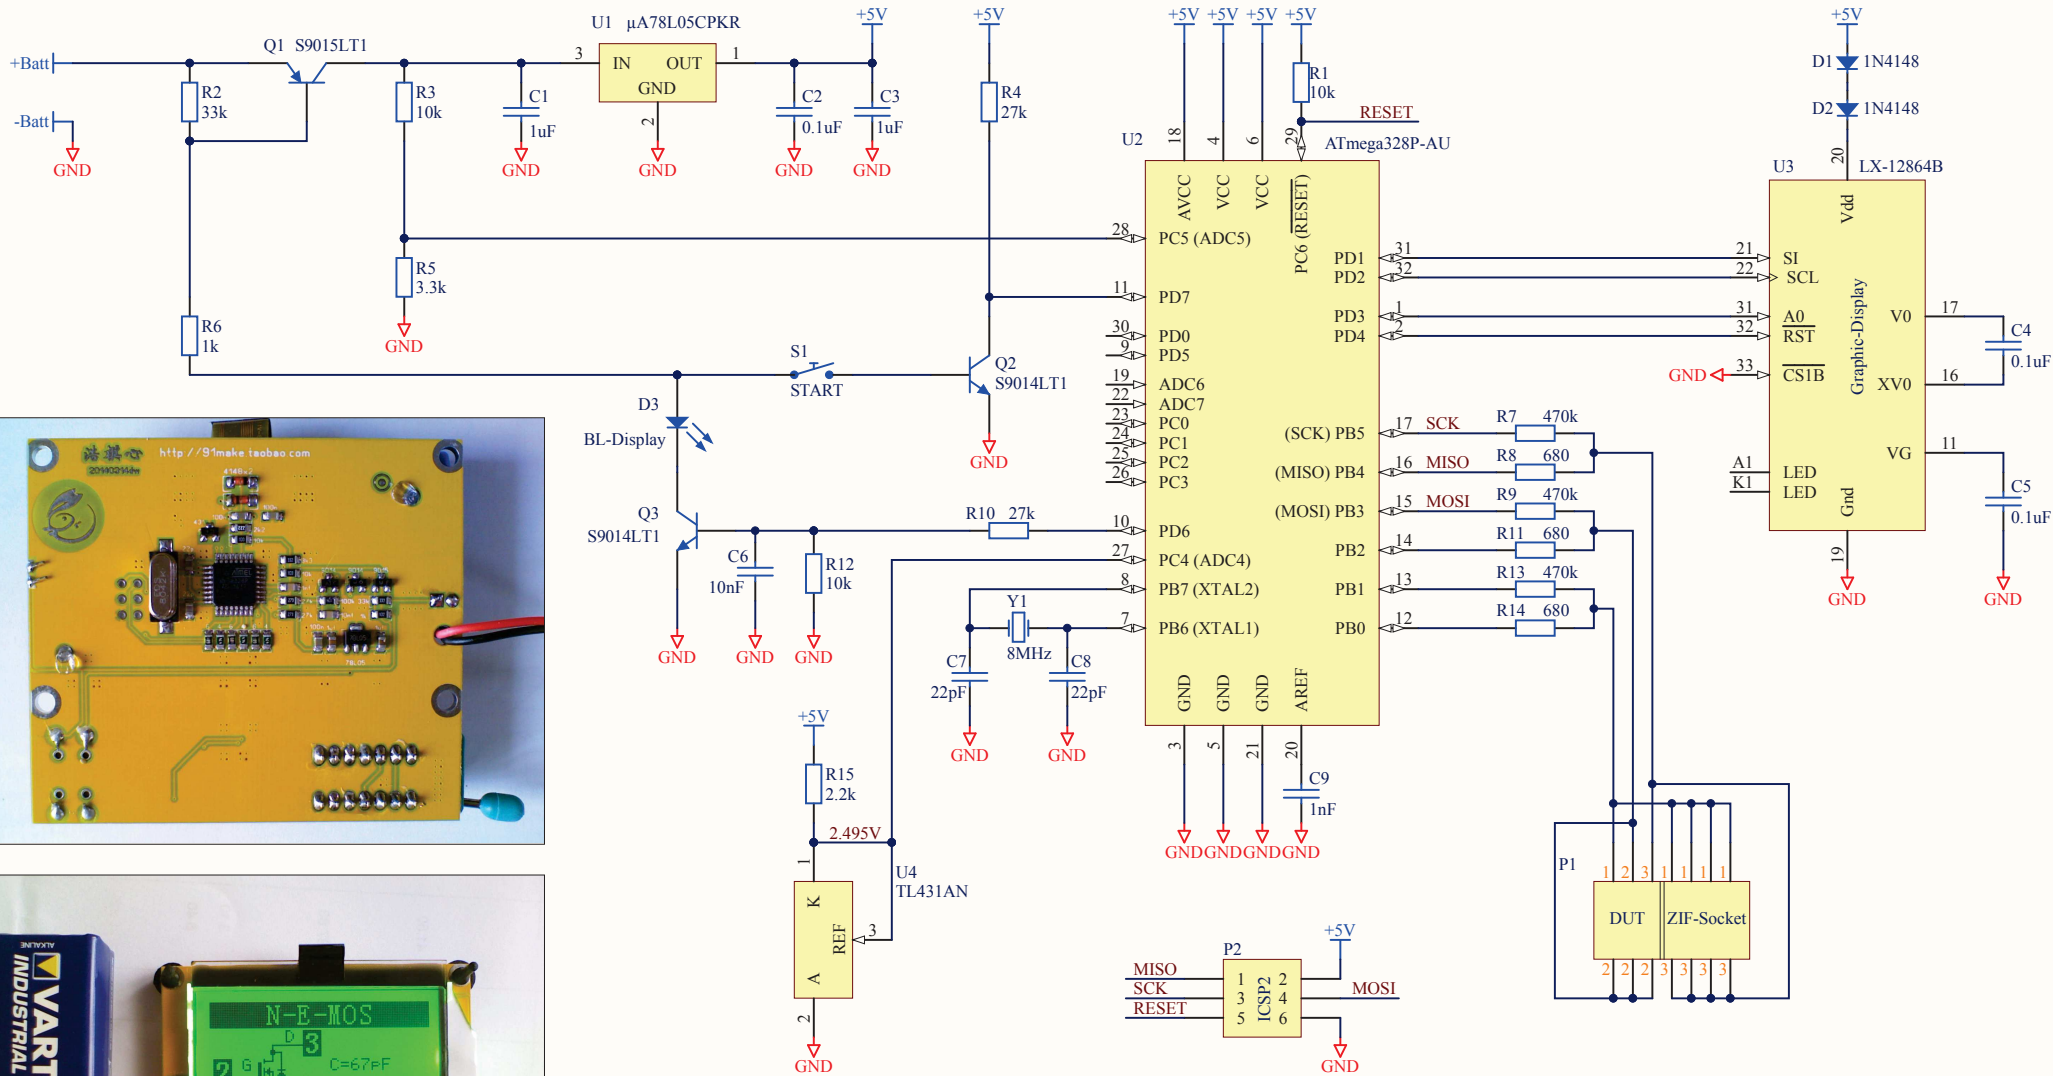 +Batt
-Batt
GND
Q1 S9015LT1
R2
33k
R3
10k
C1
1uF
GND
U1 µA78L05CPKR
3
IN
OUT
GND
1
2
GND
C2
0.1uF
GND
+5V
C3
1uF
GND
+5V
R4
27k
R5
3.3k
GND
R6
1k
S1
START
Q2
S9014LT1
GND
D3
BL-Display
Q3
S9014LT1
GND
C6
10nF
GND
R12
10k
GND
R10 27k
Y1
8MHz
C7
22pF
GND
C8
22pF
GND
+5V
R15
2.2k
2.495V
U4
TL431AN
1
K
REF
3
A
2
GND
U2
ATmega328P-AU
+5V
+5V
+5V
+5V
R1
10k
RESET
18
4
6
29
AVCC
VCC
VCC
PC6 (RESET)
28 PC5 (ADC5)
11 PD7
30 PD0
9 PD5
19 ADC6
22 ADC7
23 PC0
24 PC1
25 PC2
26 PC3
10 PD6
27 PC4 (ADC4)
8 PB7 (XTAL2)
7 PB6 (XTAL1)
PD1 31
PD2 32
PD3 1
PD4 2
(SCK) PB5 17 SCK
(MISO) PB4 16 MISO
(MOSI) PB3 15 MOSI
PB2 14
PB1 13
PB0 12
GND
GND
GND
AREF
3
5
21
20
C9
1nF
GND
GND
GND
GND
R7 470k
R8 680
R9 470k
R11 680
R13 470k
R14 680
+5V
D1 1N4148
D2 1N4148
20
U3
LX-12864B
Vdd
21 SI
22 SCL
31 A0
32 RST
GND 33 CS1B
Graphic-Display
V0 17
XV0 16
VG 11
A1 LED
K1 LED
Gnd
19
GND
C4
0.1uF
C5
0.1uF
GND
P1
1 2 3 1 1 1 1
DUT
ZIF-Socket
2 2 2 3 3 3 3
P2
+5V
MISO
SCK
RESET
1 2
3 4
5 6
ICSP2
MOSI
GND
http://91make.taobao.com
4148x2
78L05
ALKALINE
VART
INDUSTRIAL
N-E-MOS
D 3
2 G
C=67pF